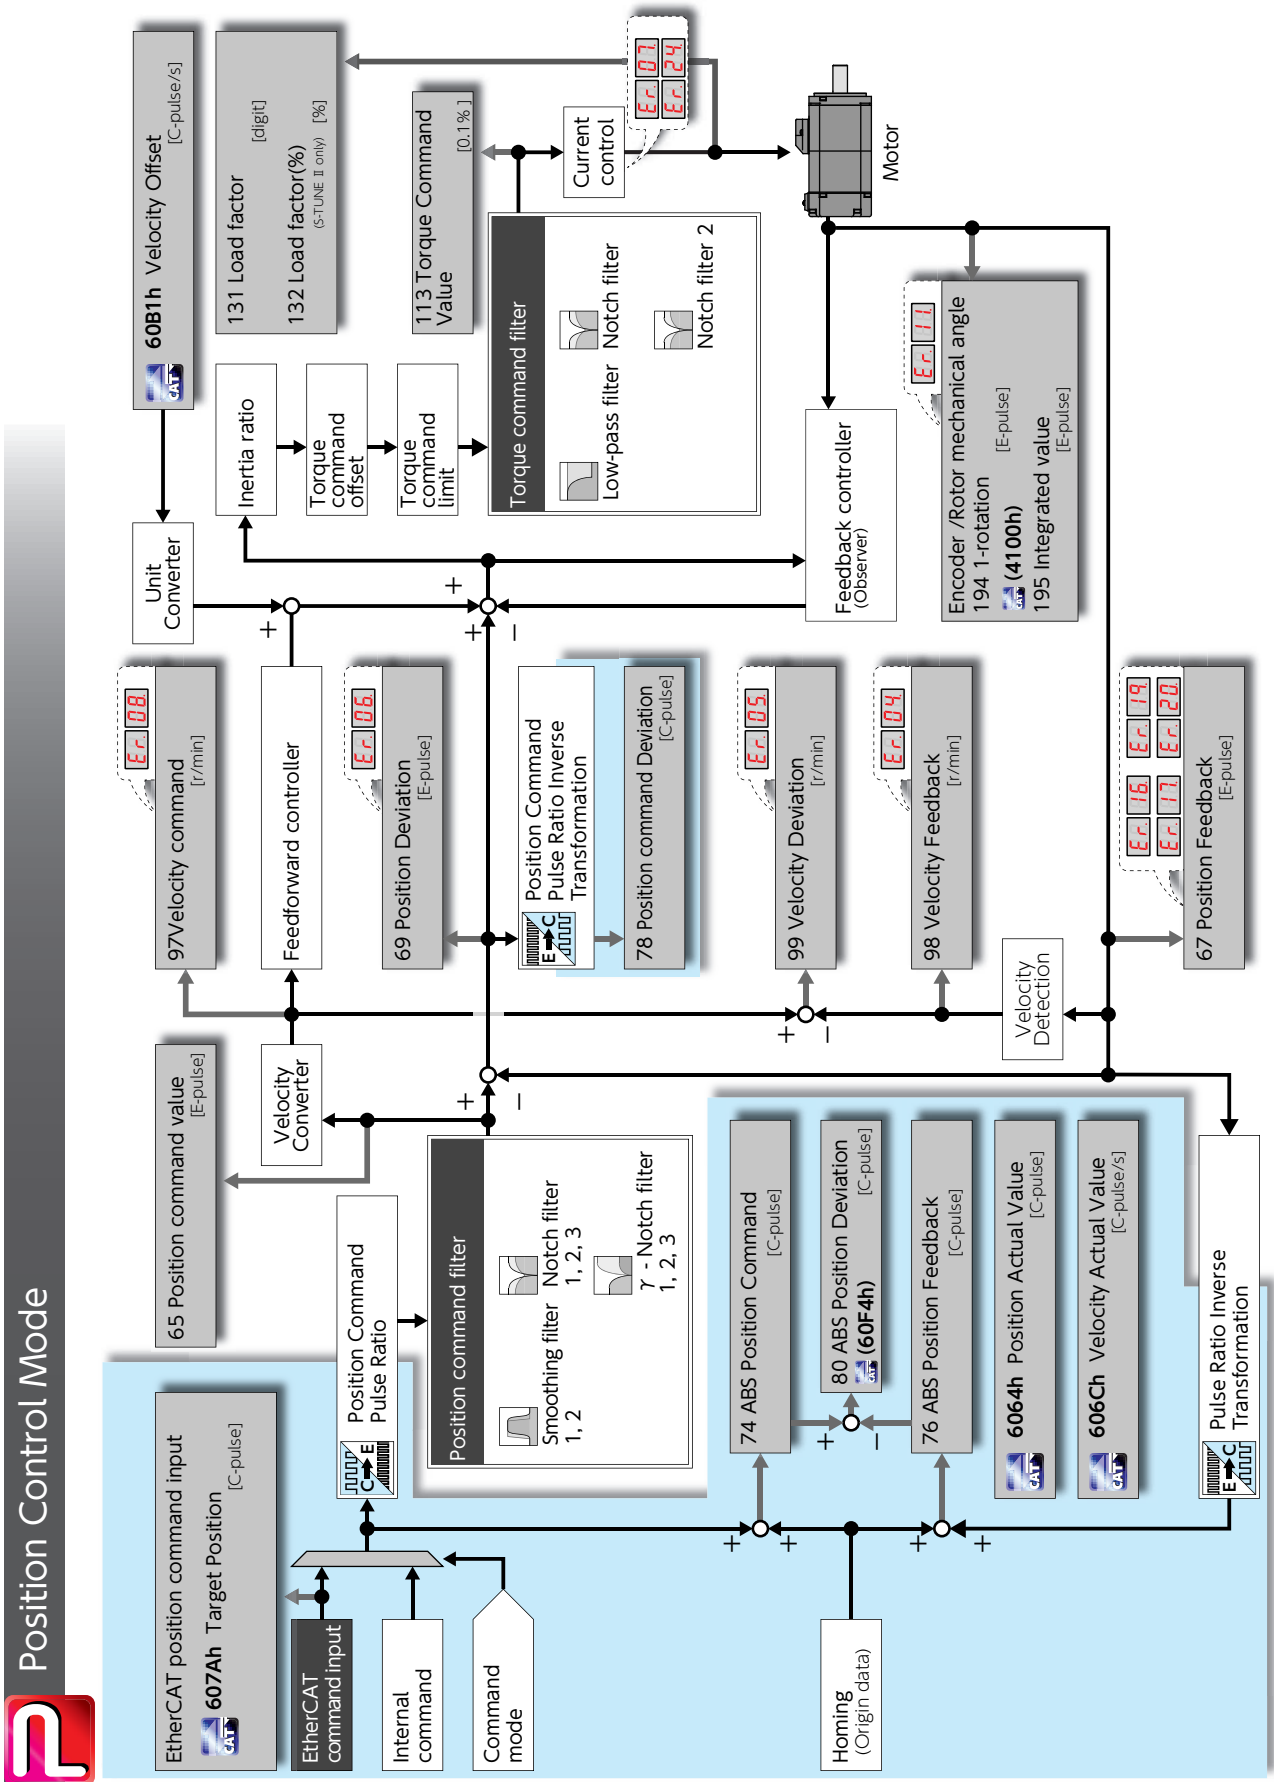 Position Control Mode
EtherCAT position command input
CAT
607Ah Target Position
[C-pulse]
EtherCAT
command input
Internal
command
Command
mode
Homing
(Origin data)
65 Position command value
[E-pulse]
C E
Position Command
Pulse Ratio
Velocity
Converter
Position command filter
Smoothing filter
1, 2
Notch filter
1, 2, 3
γ - Notch filter
1, 2, 3
74 ABS Position Command
[C-pulse]
80 ABS Position Deviation
CAT
(60F4h)
[C-pulse]
76 ABS Position Feedback
[C-pulse]
CAT
6064h Position Actual Value
[C-pulse]
CAT
606Ch Velocity Actual Value
[C-pulse/s]
E C
Pulse Ratio Inverse
Transformation
Er. 08.
97Velocity command
[r/min]
Feedforward controller
Er. 06.
69 Position Deviation
[E-pulse]
E C
Position Command
Pulse Ratio Inverse
Transformation
78 Position command Deviation
[C-pulse]
Er. 05.
99 Velocity Deviation
[r/min]
Er. 04.
98 Velocity Feedback
[r/min]
Velocity
Detection
Er. 16. Er. 19.
Er. 17. Er. 20.
67 Position Feedback
[E-pulse]
CAT
60B1h Velocity Offset
[C-pulse/s]
Unit
Converter
131 Load factor
[digit]
132 Load factor(%)
(S-TUNE II only) [%]
Inertia ratio
Torque
command
offset
Torque
command
limit
113 Torque Command
Value
[0.1% ]
Torque command filter
Low-pass filter
Notch filter
Notch filter 2
Current
control
Er. 07.
Er. 24.
Motor
Feedback controller
(Observer)
Er. 11.
Encoder /Rotor mechanical angle
194 1-rotation
CAT
(4100h)
[E-pulse]
195 Integrated value
[E-pulse]
+
−
+
−
+
+
+
−
+
−
+
−
+
+
+
+